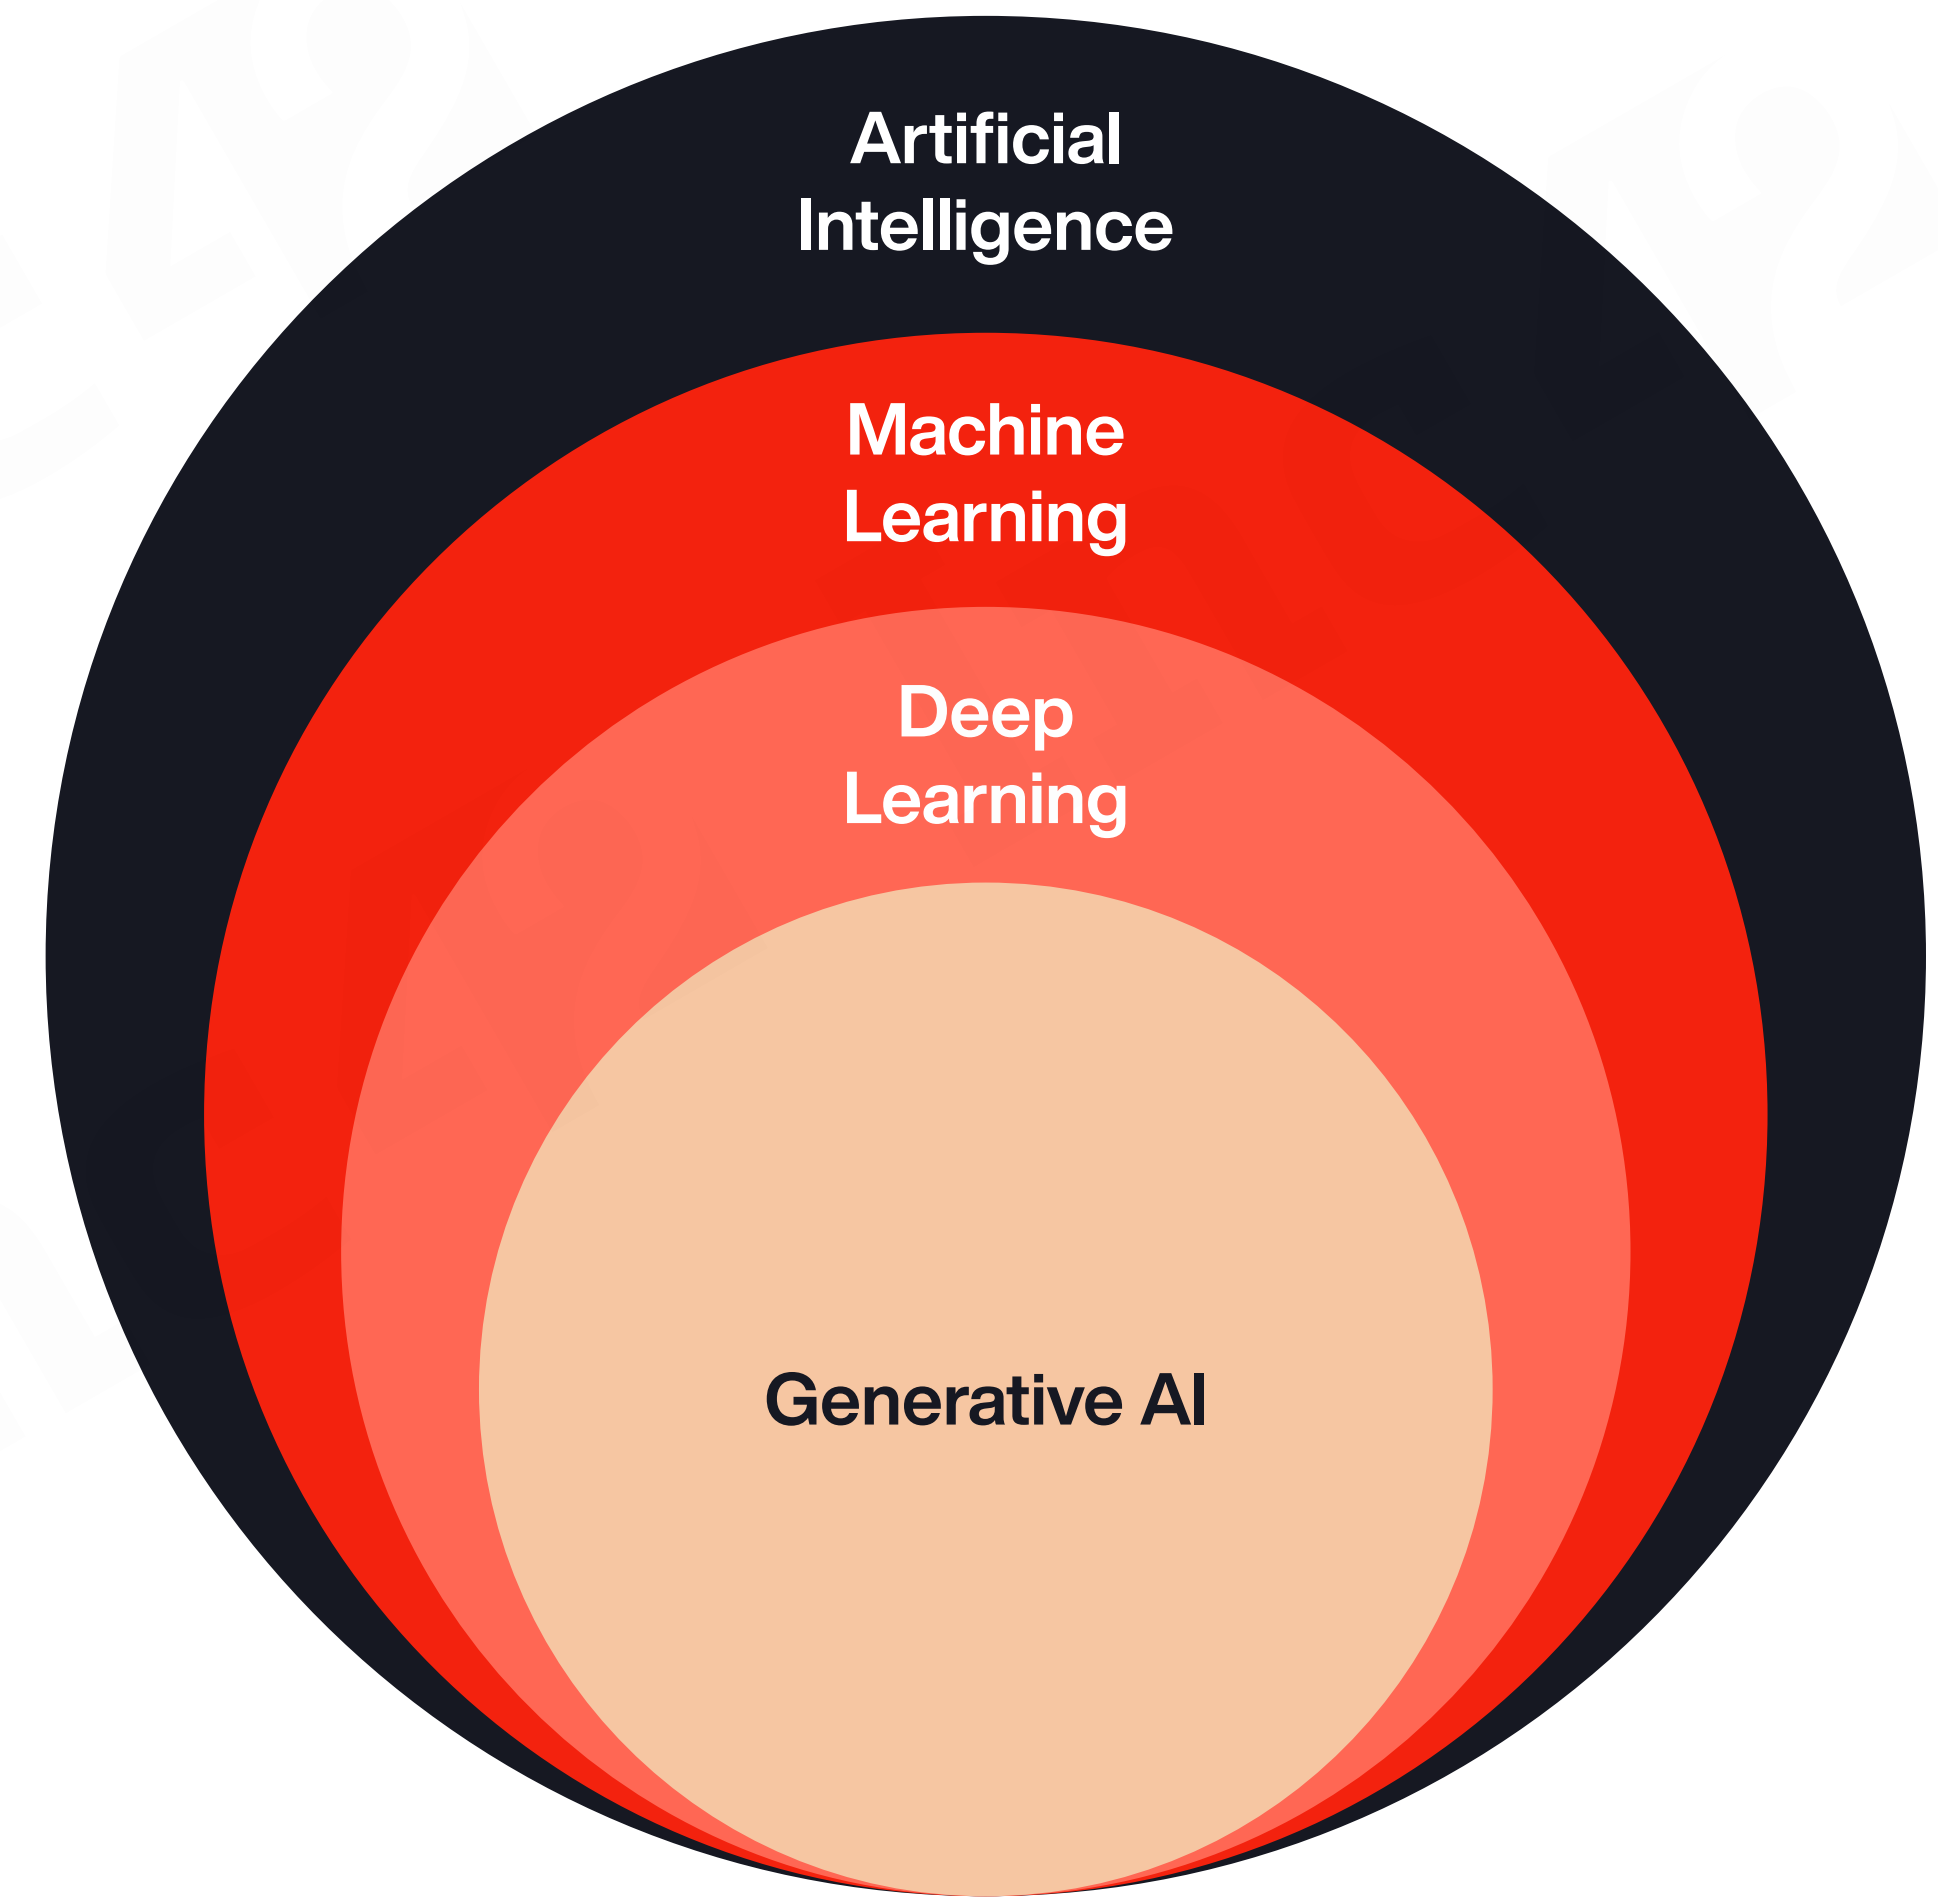 Artificial
Intelligence
Machine
Learning
Deep
Learning
Generative AI